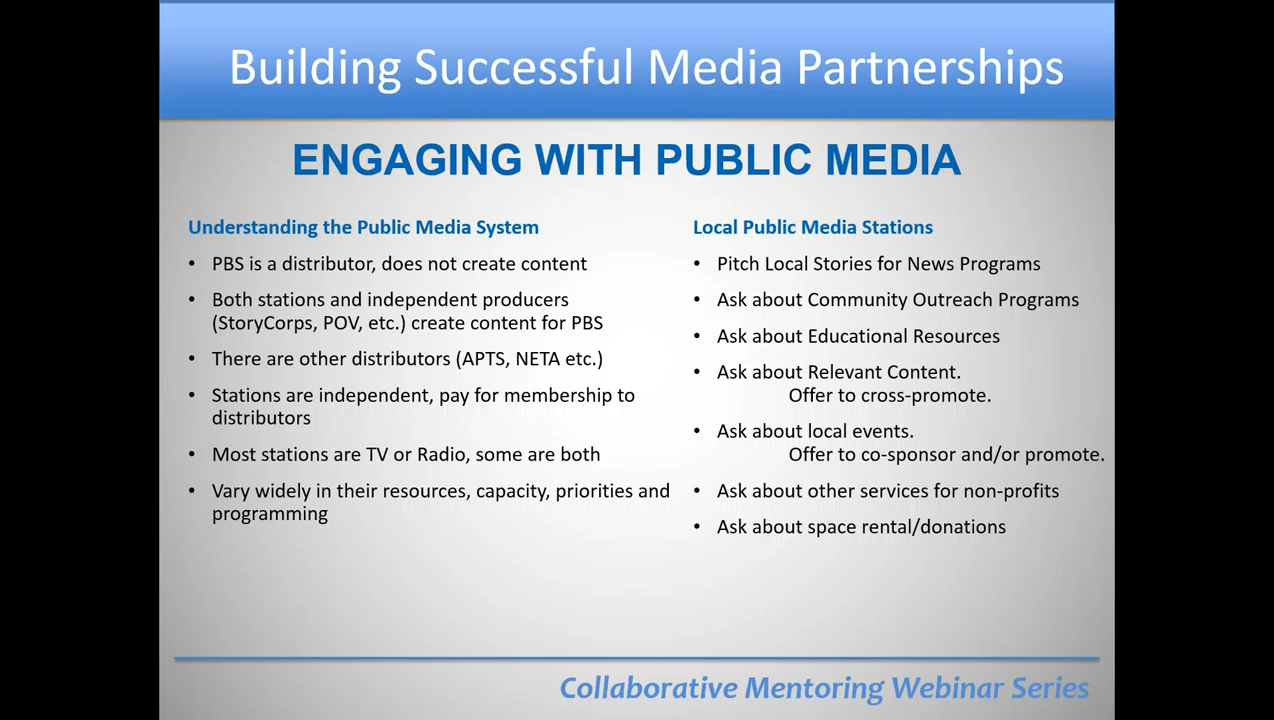 Building Successful Media Partnerships
ENGAGING WITH PUBLIC MEDIA
Understanding the Public Media System
• PBS is a distributor, does not create content
• Both stations and independent producers
(StoryCorps, POV, etc.) create content for PBS
• There are other distributors (APTS, NETA etc.)
• Stations are independent, pay for membership to
distributors
• Most stations are TV or Radio, some are both
• Vary widely in their resources, capacity, priorities and
programming
Local Public Media Stations
• Pitch Local Stories for News Programs
• Ask about Community Outreach Programs
• Ask about Educational Resources
• Ask about Relevant Content.
Offer to cross-promote.
• Ask about local events.
Offer to co-sponsor and/or promote.
• Ask about other services for non-profits
• Ask about space rental/donations
Collaborative Mentoring Webinar Series